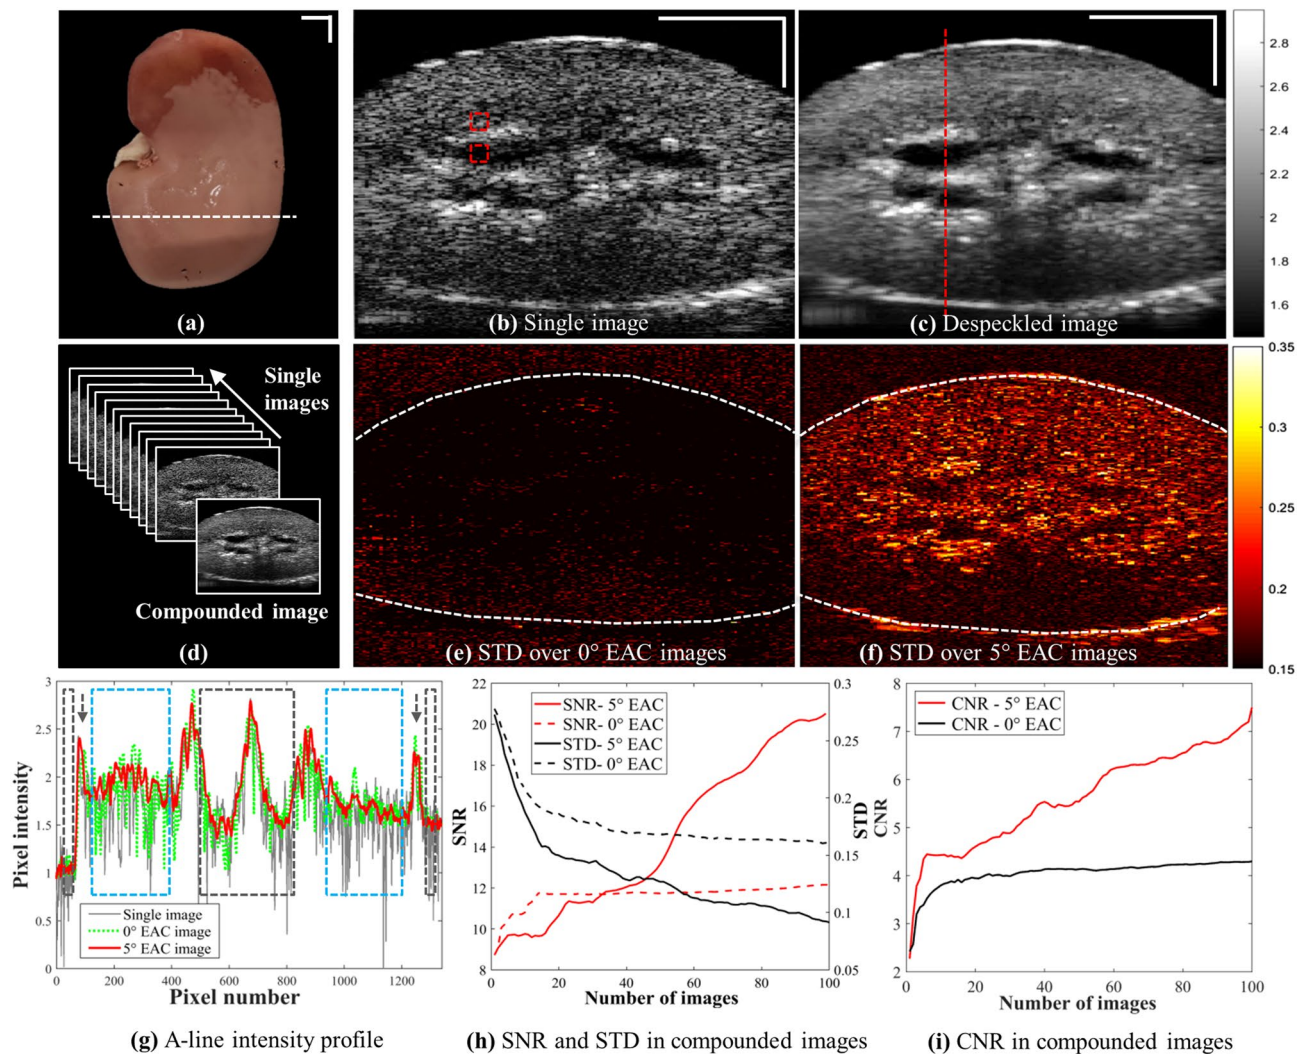 (a)
(b) Single image
(c) Despeckled image
2.8
2.6
2.4
2.2
2
1.8
1.6
Single
images
Compounded image
(d)
(e) STD over 0° EAC images
(f) STD over 5° EAC images
0.35
0.3
0.25
0.2
0.15
Pixel intensity
3
2.5
2
1.5
1
0.5
0
Single image
0° EAC image
5° EAC image
0 200 400 600 800 1000 1200
Pixel number
(g) A-line intensity profile
SNR
22
20
18
16
14
12
10
8
SNR- 5° EAC
SNR- 0° EAC
STD- 5° EAC
STD- 0° EAC
0.3
0.25
0.2
0.15
0.1
0.05
STD
0 20 40 60 80 100
Number of images
(h) SNR and STD in compounded images
CNR
8
7
6
5
4
3
2
CNR - 5° EAC
CNR - 0° EAC
0 20 40 60 80 100
Number of images
(i) CNR in compounded images